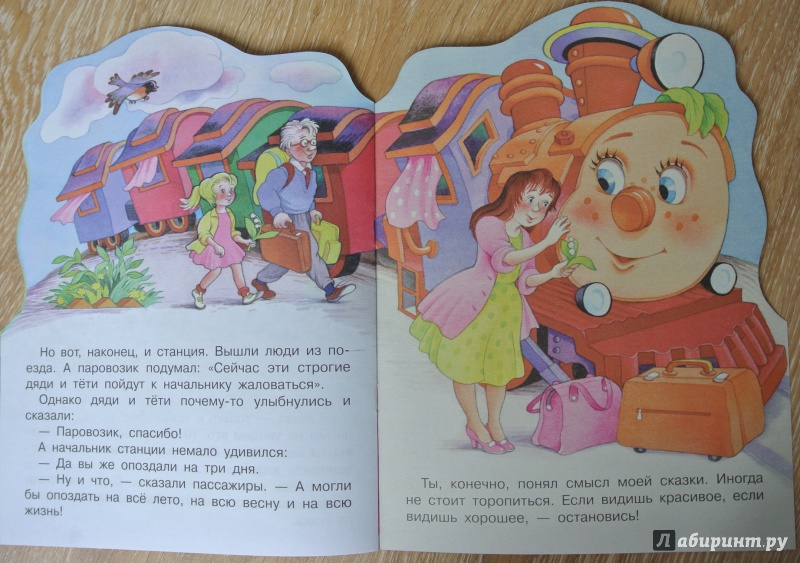 Но вот, наконец, и станция. Вышли люди из по-
езда. А паровозик подумал: «Сейчас эти строгие
дяди и тёти пойдут к начальнику жаловаться».
Однако дяди и тёти почему-то улыбнулись и
сказали:
— Паровозик, спасибо!
А начальник станции немало удивился:
— Да вы же опоздали на три дня.
— Ну и что, — сказали пассажиры. — А могли
бы опоздать на всё лето, на всю весну и на всю
жизнь!
Ты, конечно, понял смысл моей сказки. Иногда
не стоит торопиться. Если видишь красивое, если
видишь хорошее, — остановись!
Лабиринт.ру